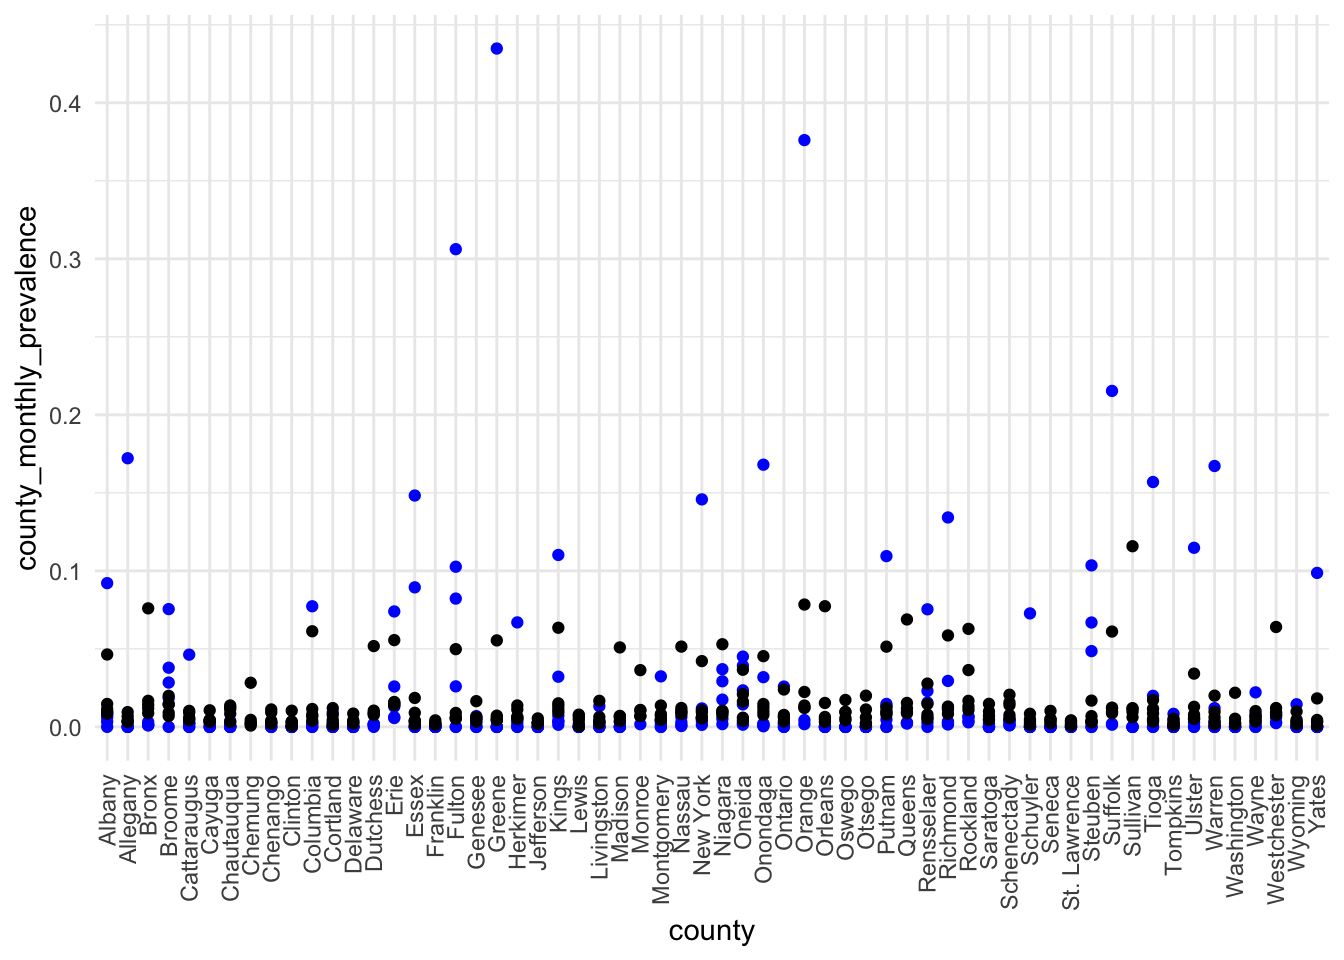 county_monthly_prevalence
0.4
0.3
0.2
0.1
0.0
Albany
Allegany
Bronx
Broome
Cattaraugus
Cayuga
Chautauqua
Chemung
Chenango
Clinton
Columbia
Cortland
Delaware
Dutchess
Erie
Essex
Franklin
Fulton
Genesee
Greene
Herkimer
Jefferson
Kings
Lewis
Livingston
Madison
Monroe
Montgomery
Nassau
New York
Niagara
Oneida
Onondaga
Ontario
Orange
Orleans
Oswego
Otsego
Putnam
Queens
Rensselaer
Richmond
Rockland
Saratoga
Schenectady
Schuyler
Seneca
St. Lawrence
Steuben
Suffolk
Sullivan
Tioga
Tompkins
Ulster
Warren
Washington
Wayne
Westchester
Wyoming
Yates
county